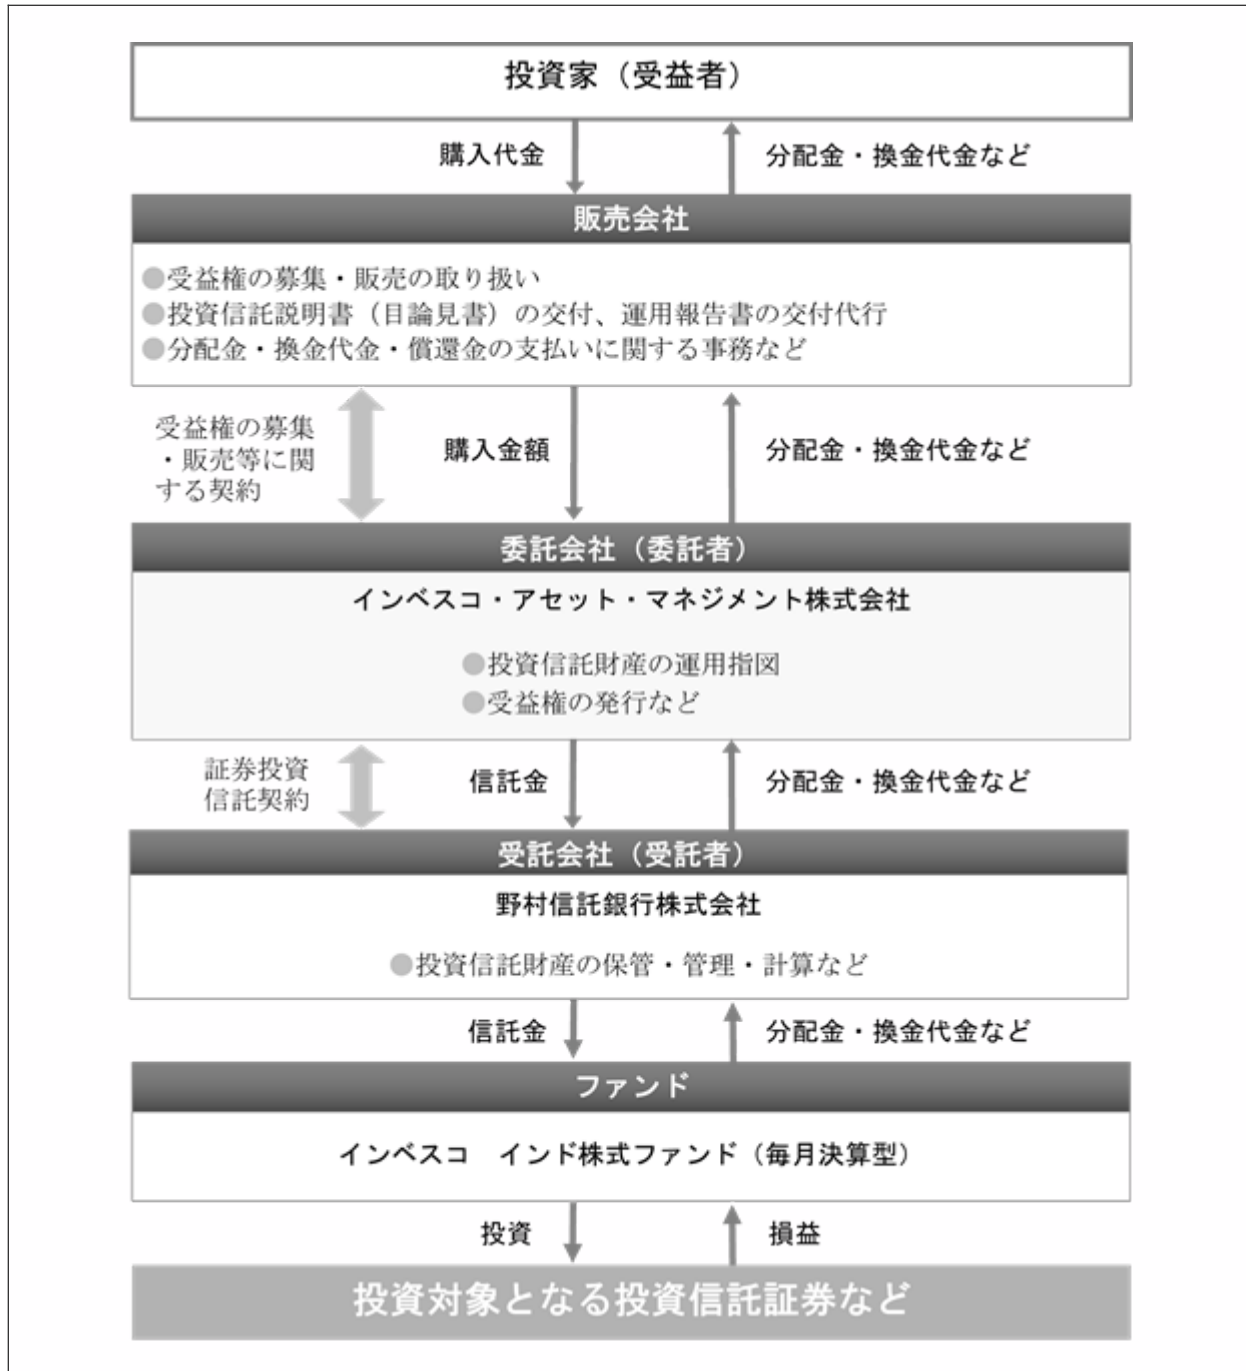 投資家（受益者）
購入代金
分配金・換金代金など
販売会社
●受益権の募集・販売の取り扱い
●投資信託説明書（目論見書）の交付、運用報告書の交付代行
●分配金・換金代金・償還金の支払いに関する事務など
受益権の募集
・販売等に関
する契約
購入金額
分配金・換金代金など
委託会社（委託者）
インベスコ・アセット・マネジメント株式会社
●投資信託財産の運用指図
●受益権の発行など
証券投資
信託契約
信託金
分配金・換金代金など
受託会社（受託者）
野村信託銀行株式会社
●投資信託財産の保管・管理・計算など
信託金
分配金・換金代金など
ファンド
インベスコ　インド株式ファンド（毎月決算型）
投資
損益
投資対象となる投資信託証券など